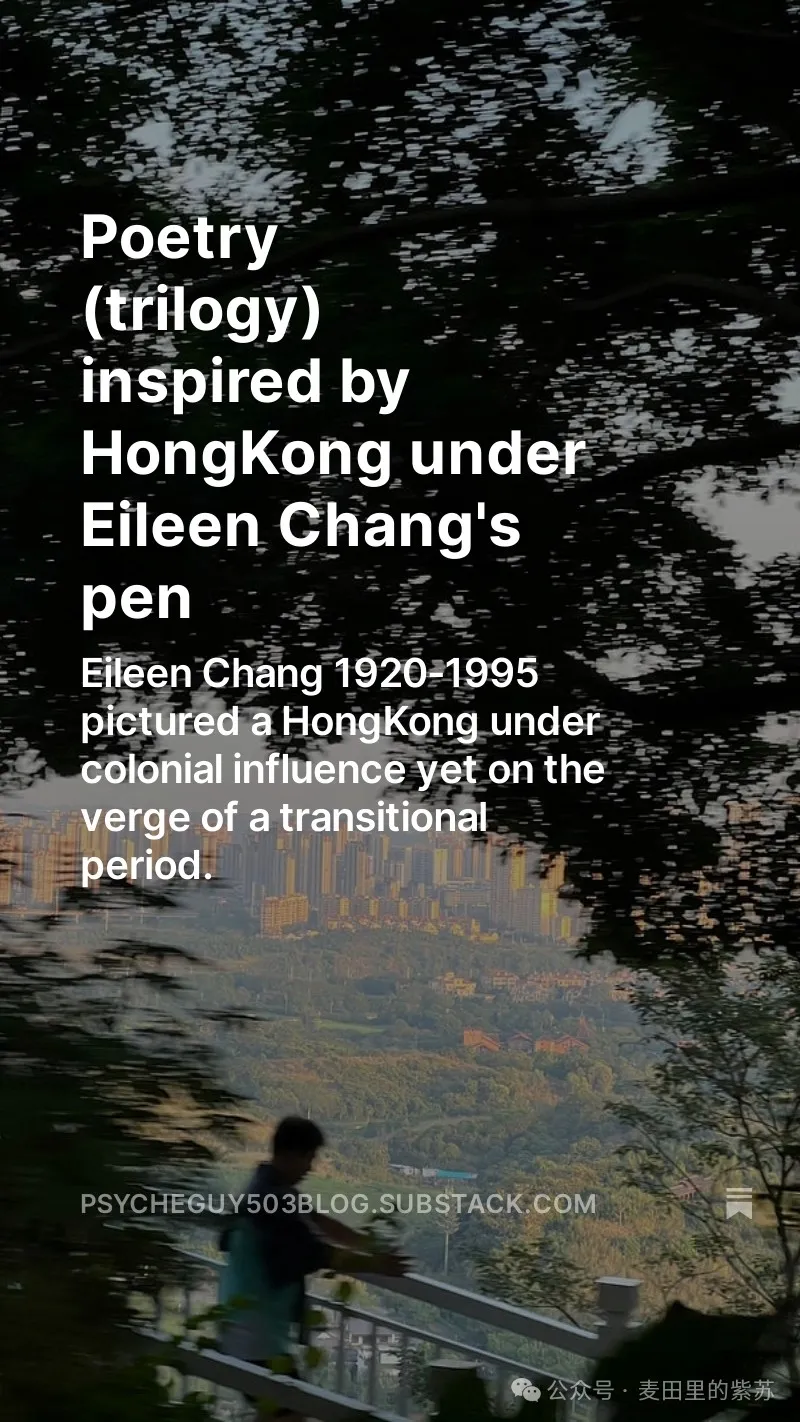 Poetry
(trilogy)
inspired by
HongKong under
Eileen Chang's
pen
Eileen Chang 1920-1995
pictured a HongKong under
colonial influence yet on the
verge of a transitional
period.
PSYCHEGUY503BLOG.SUBSTACK.COM
公众号 · 麦田里的紫苏